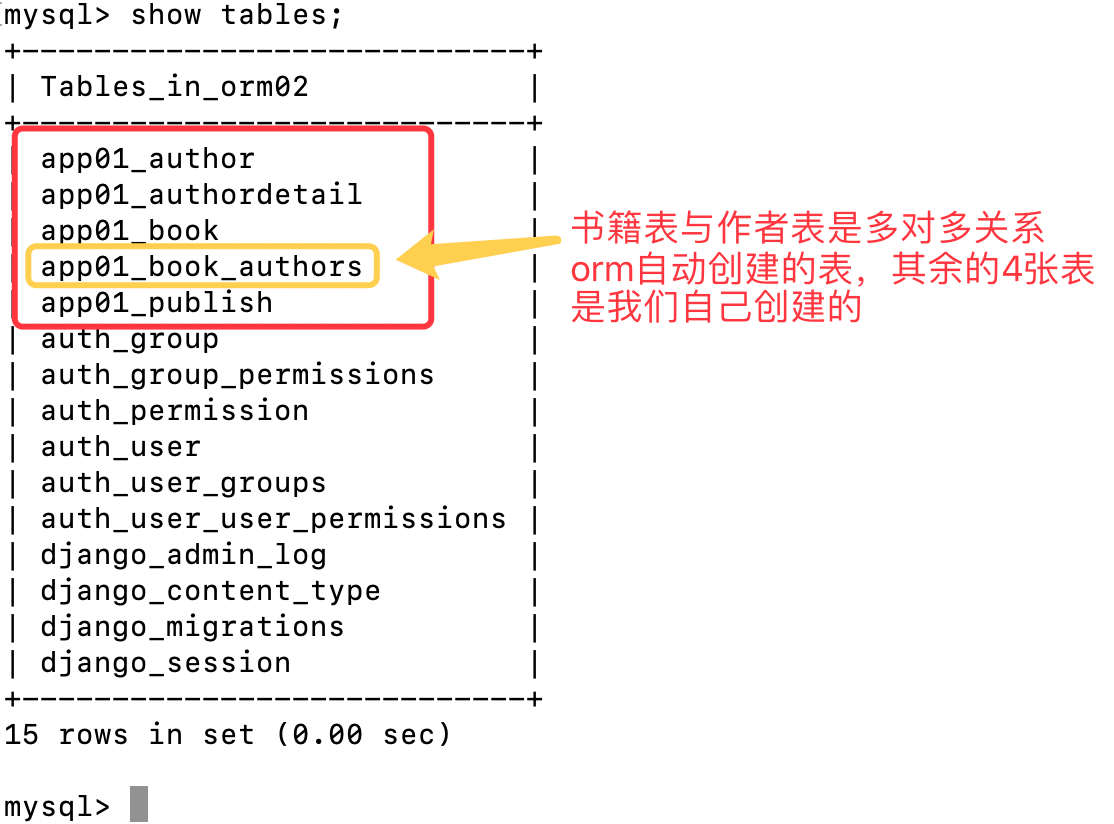 mysql> show tables;
+----------------------------+
| Tables_in_orm02            |
+----------------------------+
| app01_author               |
| app01_authordetail         |
| app01_book                 |
| app01_book_authors         |
| app01_publish              |
| auth_group                 |
| auth_group_permissions     |
| auth_permission            |
| auth_user                  |
| auth_user_groups           |
| auth_user_user_permissions |
| django_admin_log           |
| django_content_type        |
| django_migrations          |
| django_session             |
+----------------------------+
15 rows in set (0.00 sec)
mysql>
书籍表与作者表是多对多关系
orm自动创建的表，其余的4张表
是我们自己创建的